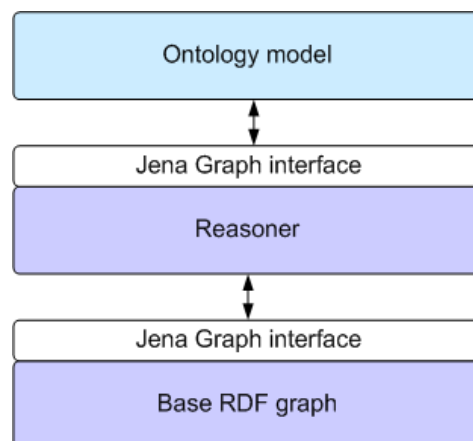 Ontology model
Jena Graph interface
Reasoner
Jena Graph interface
Base RDF graph